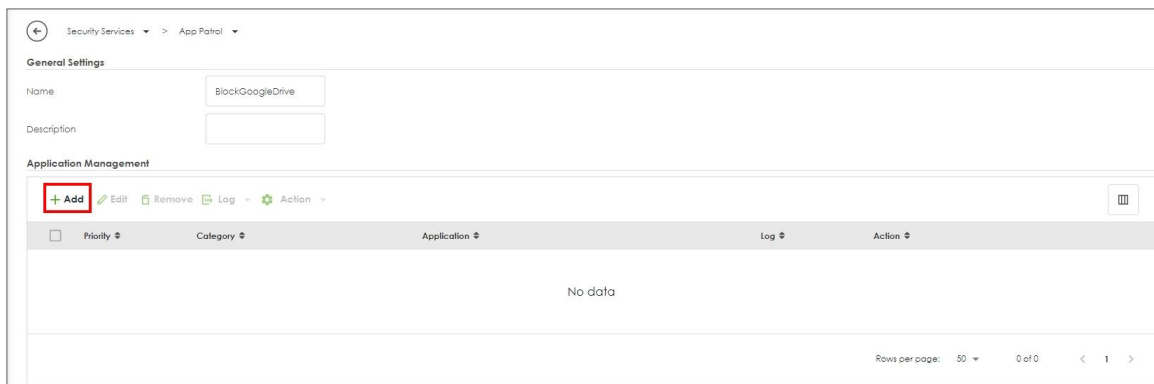 Security Services > App Patrol
General Settings
Name BlockGoogleDrive
Description
Application Management
+ Add Edit Remove Log Action
Priority Category Application Log Action
No data
Rows per page: 50 0 of 0 < 1 >